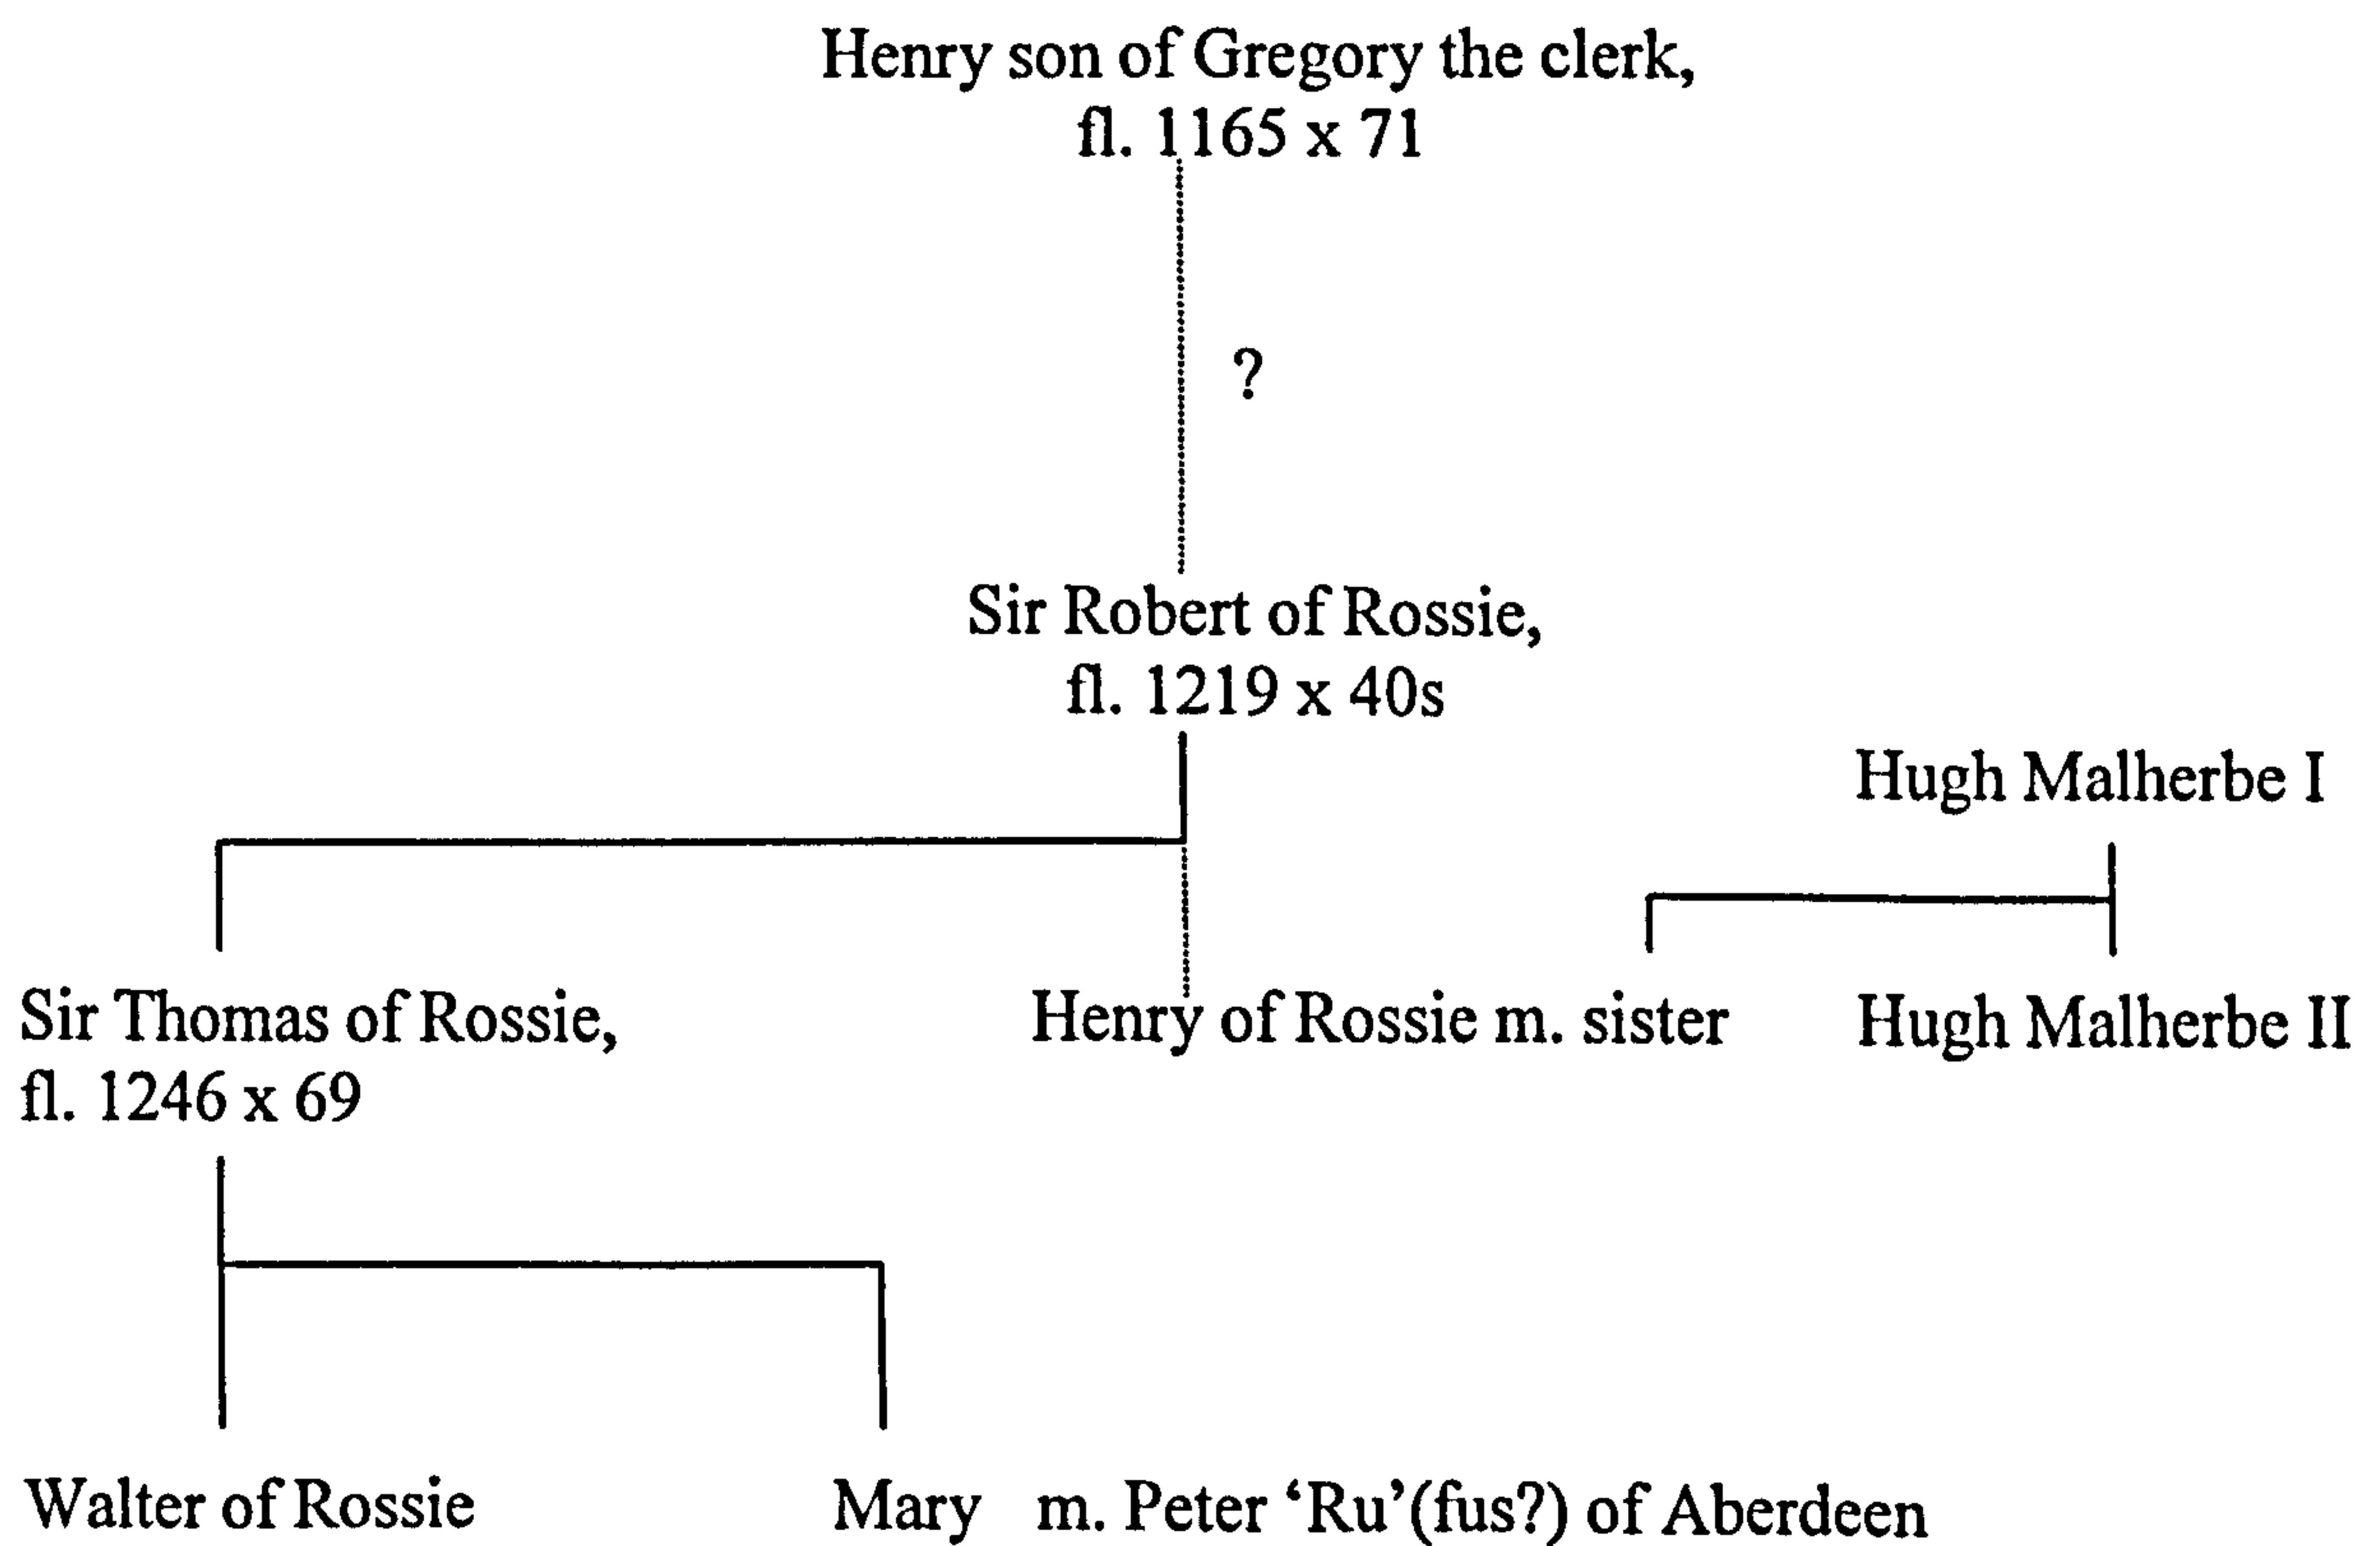 Henry son of Gregory the clerk,
fl. 1165 x 71
?
Sir Robert of Rossie,
fl. 1219 x 40s
Hugh Malherbe I
Sir Thomas of Rossie,
fl. 1246 x 69
Henry of Rossie m. sister
Hugh Malherbe II
Walter of Rossie
Mary m. Peter ‘Ru’(fus?) of Aberdeen